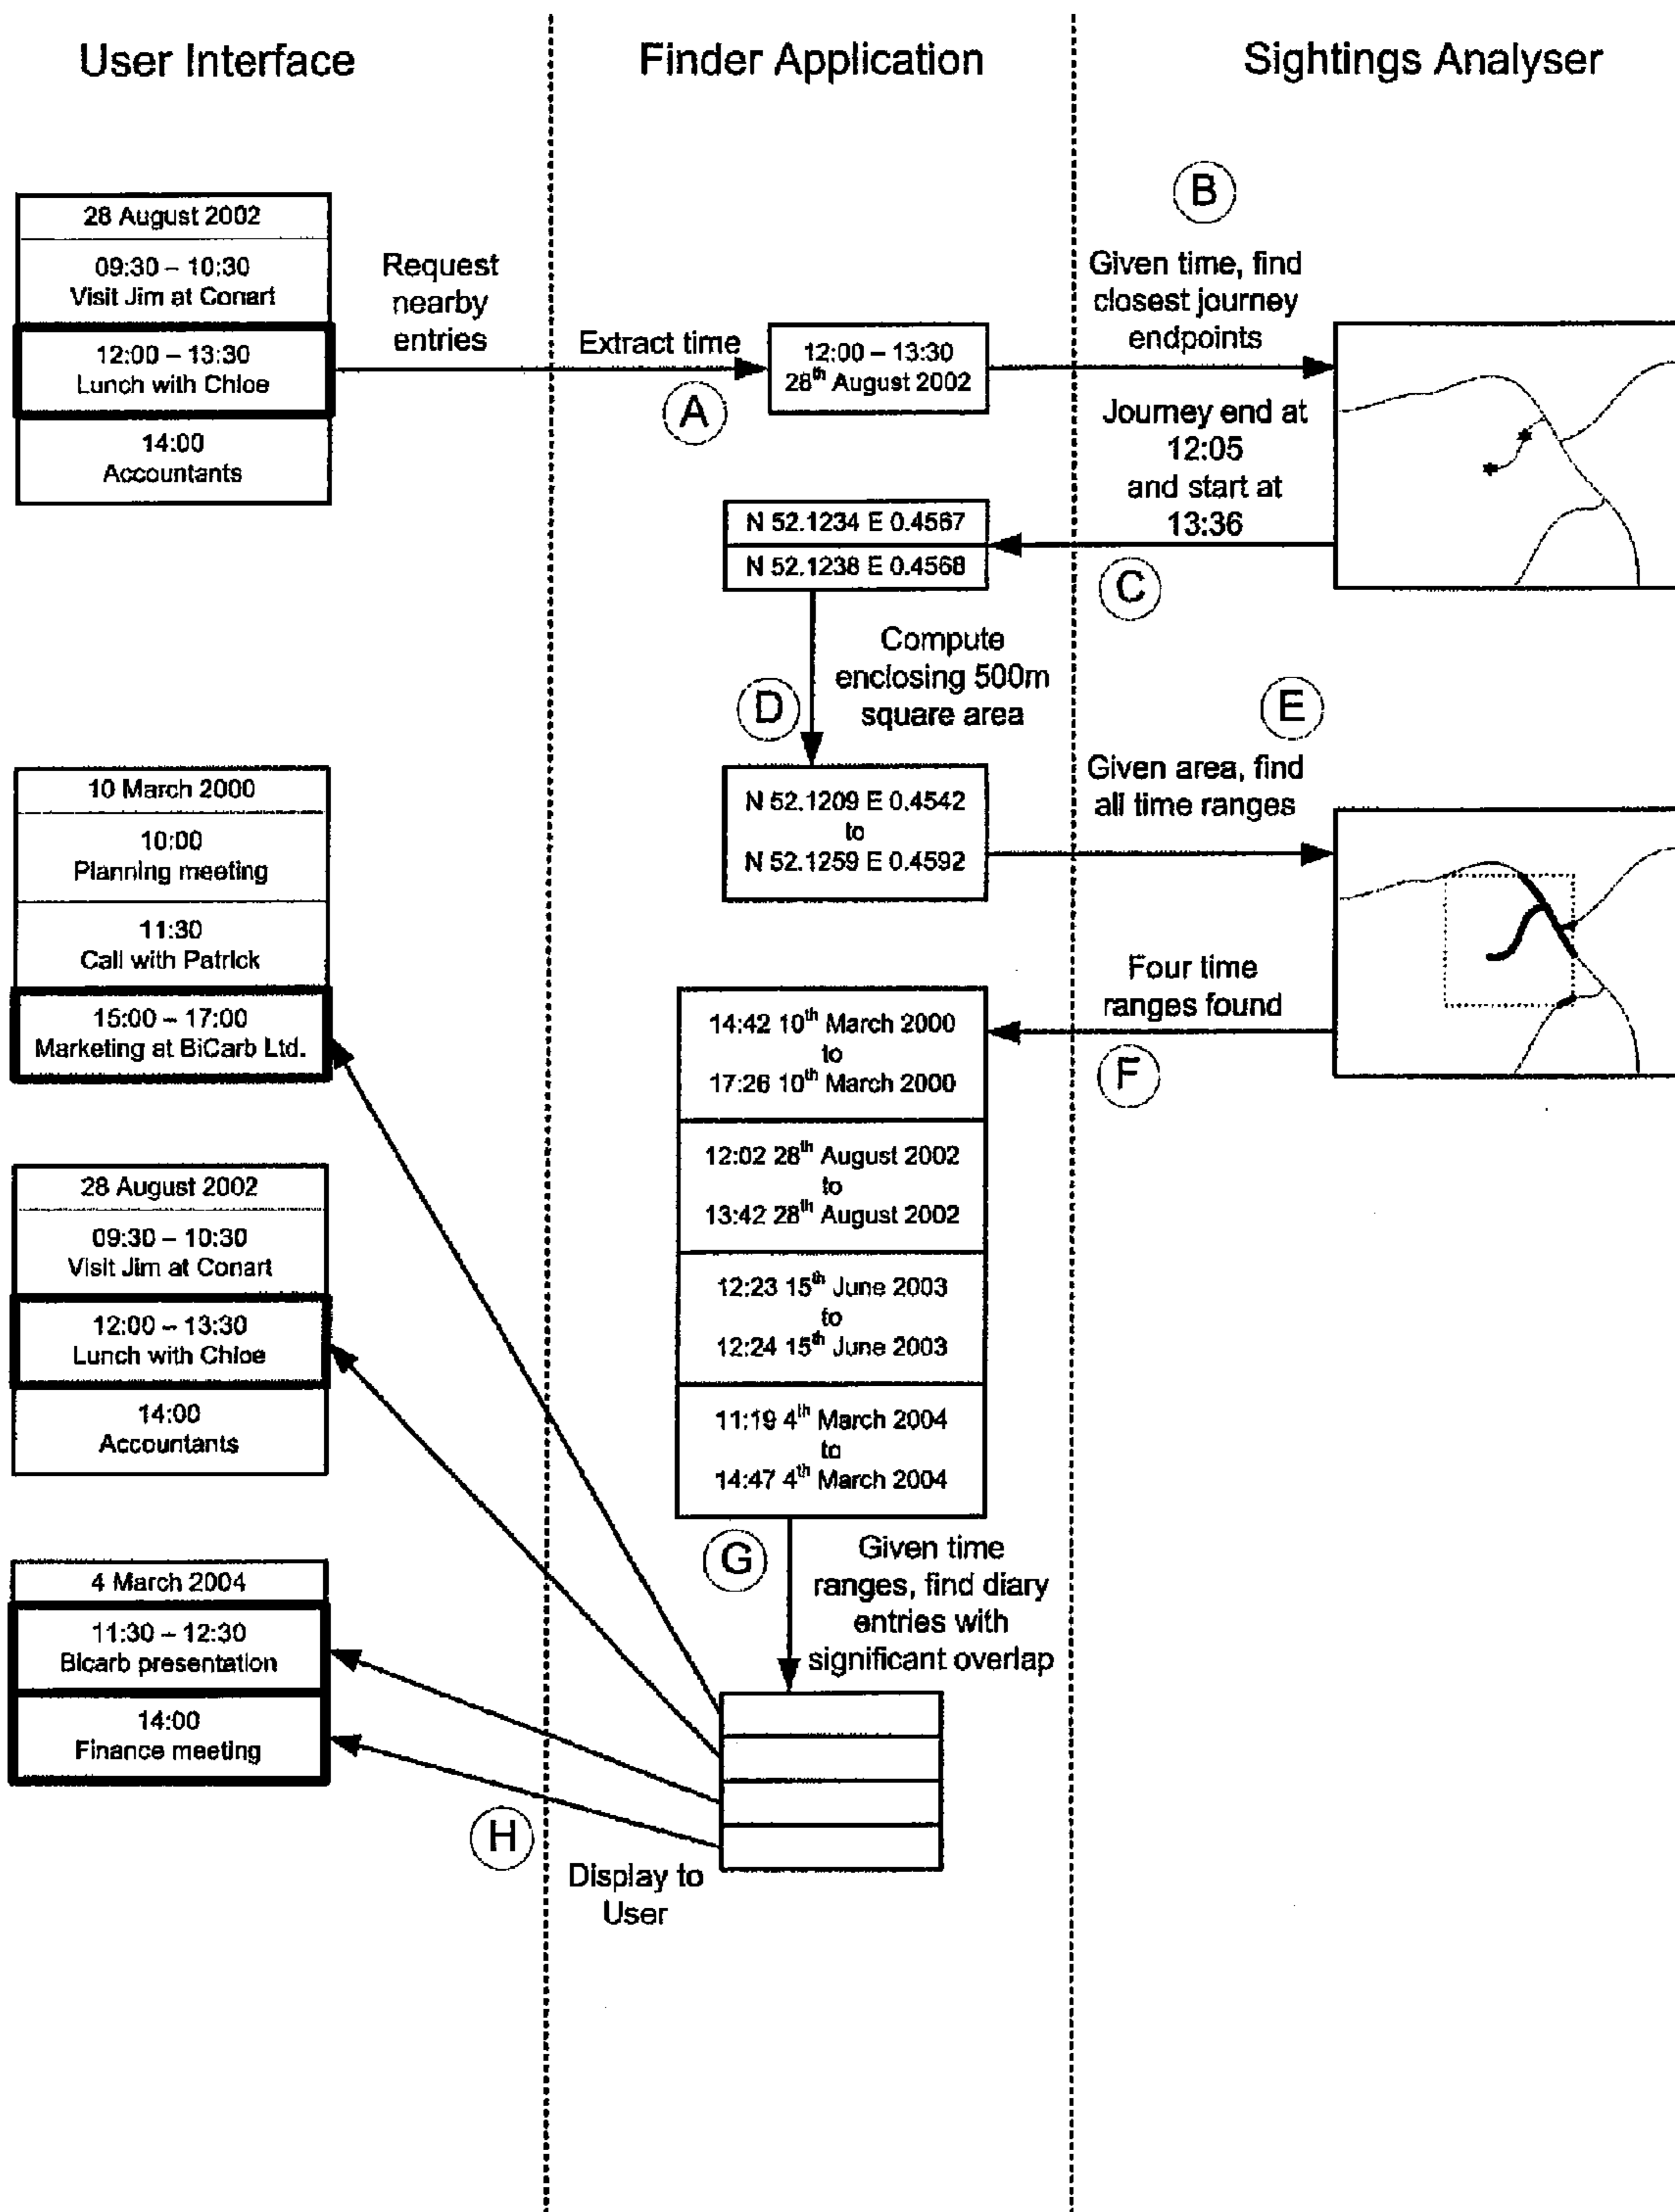 User Interface
Finder Application
Sightings Analyser
28 August 2002
09:30 – 10:30
Visit Jim at Conart
12:00 – 13:30
Lunch with Chloe
14:00
Accountants
Request
nearby
entries
Extract time
A
12:00 – 13:30
28th August 2002
B
Given time, find
closest journey
endpoints
Journey end at
12:05
and start at
13:36
C
N 52.1234 E 0.4567
N 52.1238 E 0.4568
D
Compute
enclosing 500m
square area
N 52.1209 E 0.4542
to
N 52.1259 E 0.4592
E
Given area, find
all time ranges
Four time
ranges found
F
14:42 10th March 2000
to
17:26 10th March 2000
12:02 28th August 2002
to
13:42 28th August 2002
12:23 15th June 2003
to
12:24 15th June 2003
11:19 4th March 2004
to
14:47 4th March 2004
G
Given time
ranges, find diary
entries with
significant overlap
10 March 2000
10:00
Planning meeting
11:30
Call with Patrick
15:00 – 17:00
Marketing at BiCarb Ltd.
28 August 2002
09:30 – 10:30
Visit Jim at Conart
12:00 – 13:30
Lunch with Chloe
14:00
Accountants
4 March 2004
11:30 – 12:30
Bicarb presentation
14:00
Finance meeting
H
Display to
User